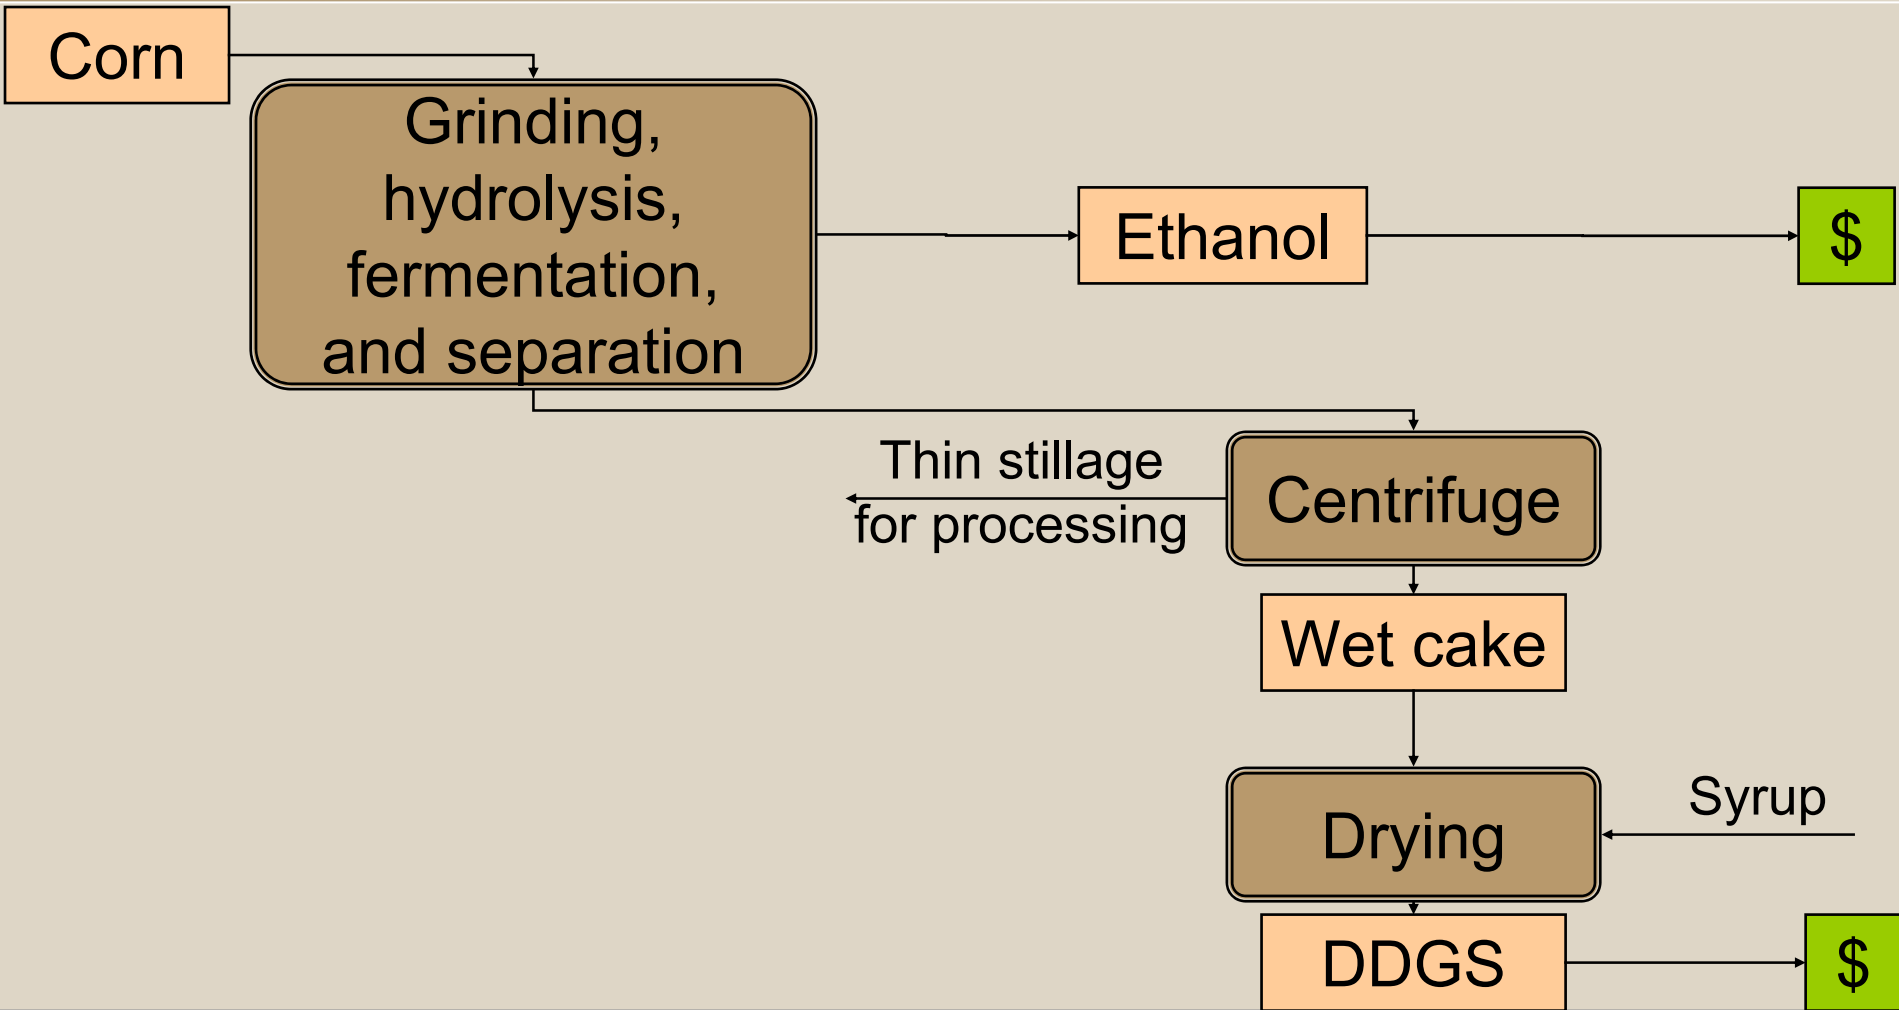 Corn
Grinding,
hydrolysis,
fermentation,
and separation
Ethanol
$
Thin stillage
for processing
Centrifuge
Wet cake
Syrup
Drying
DDGS
$